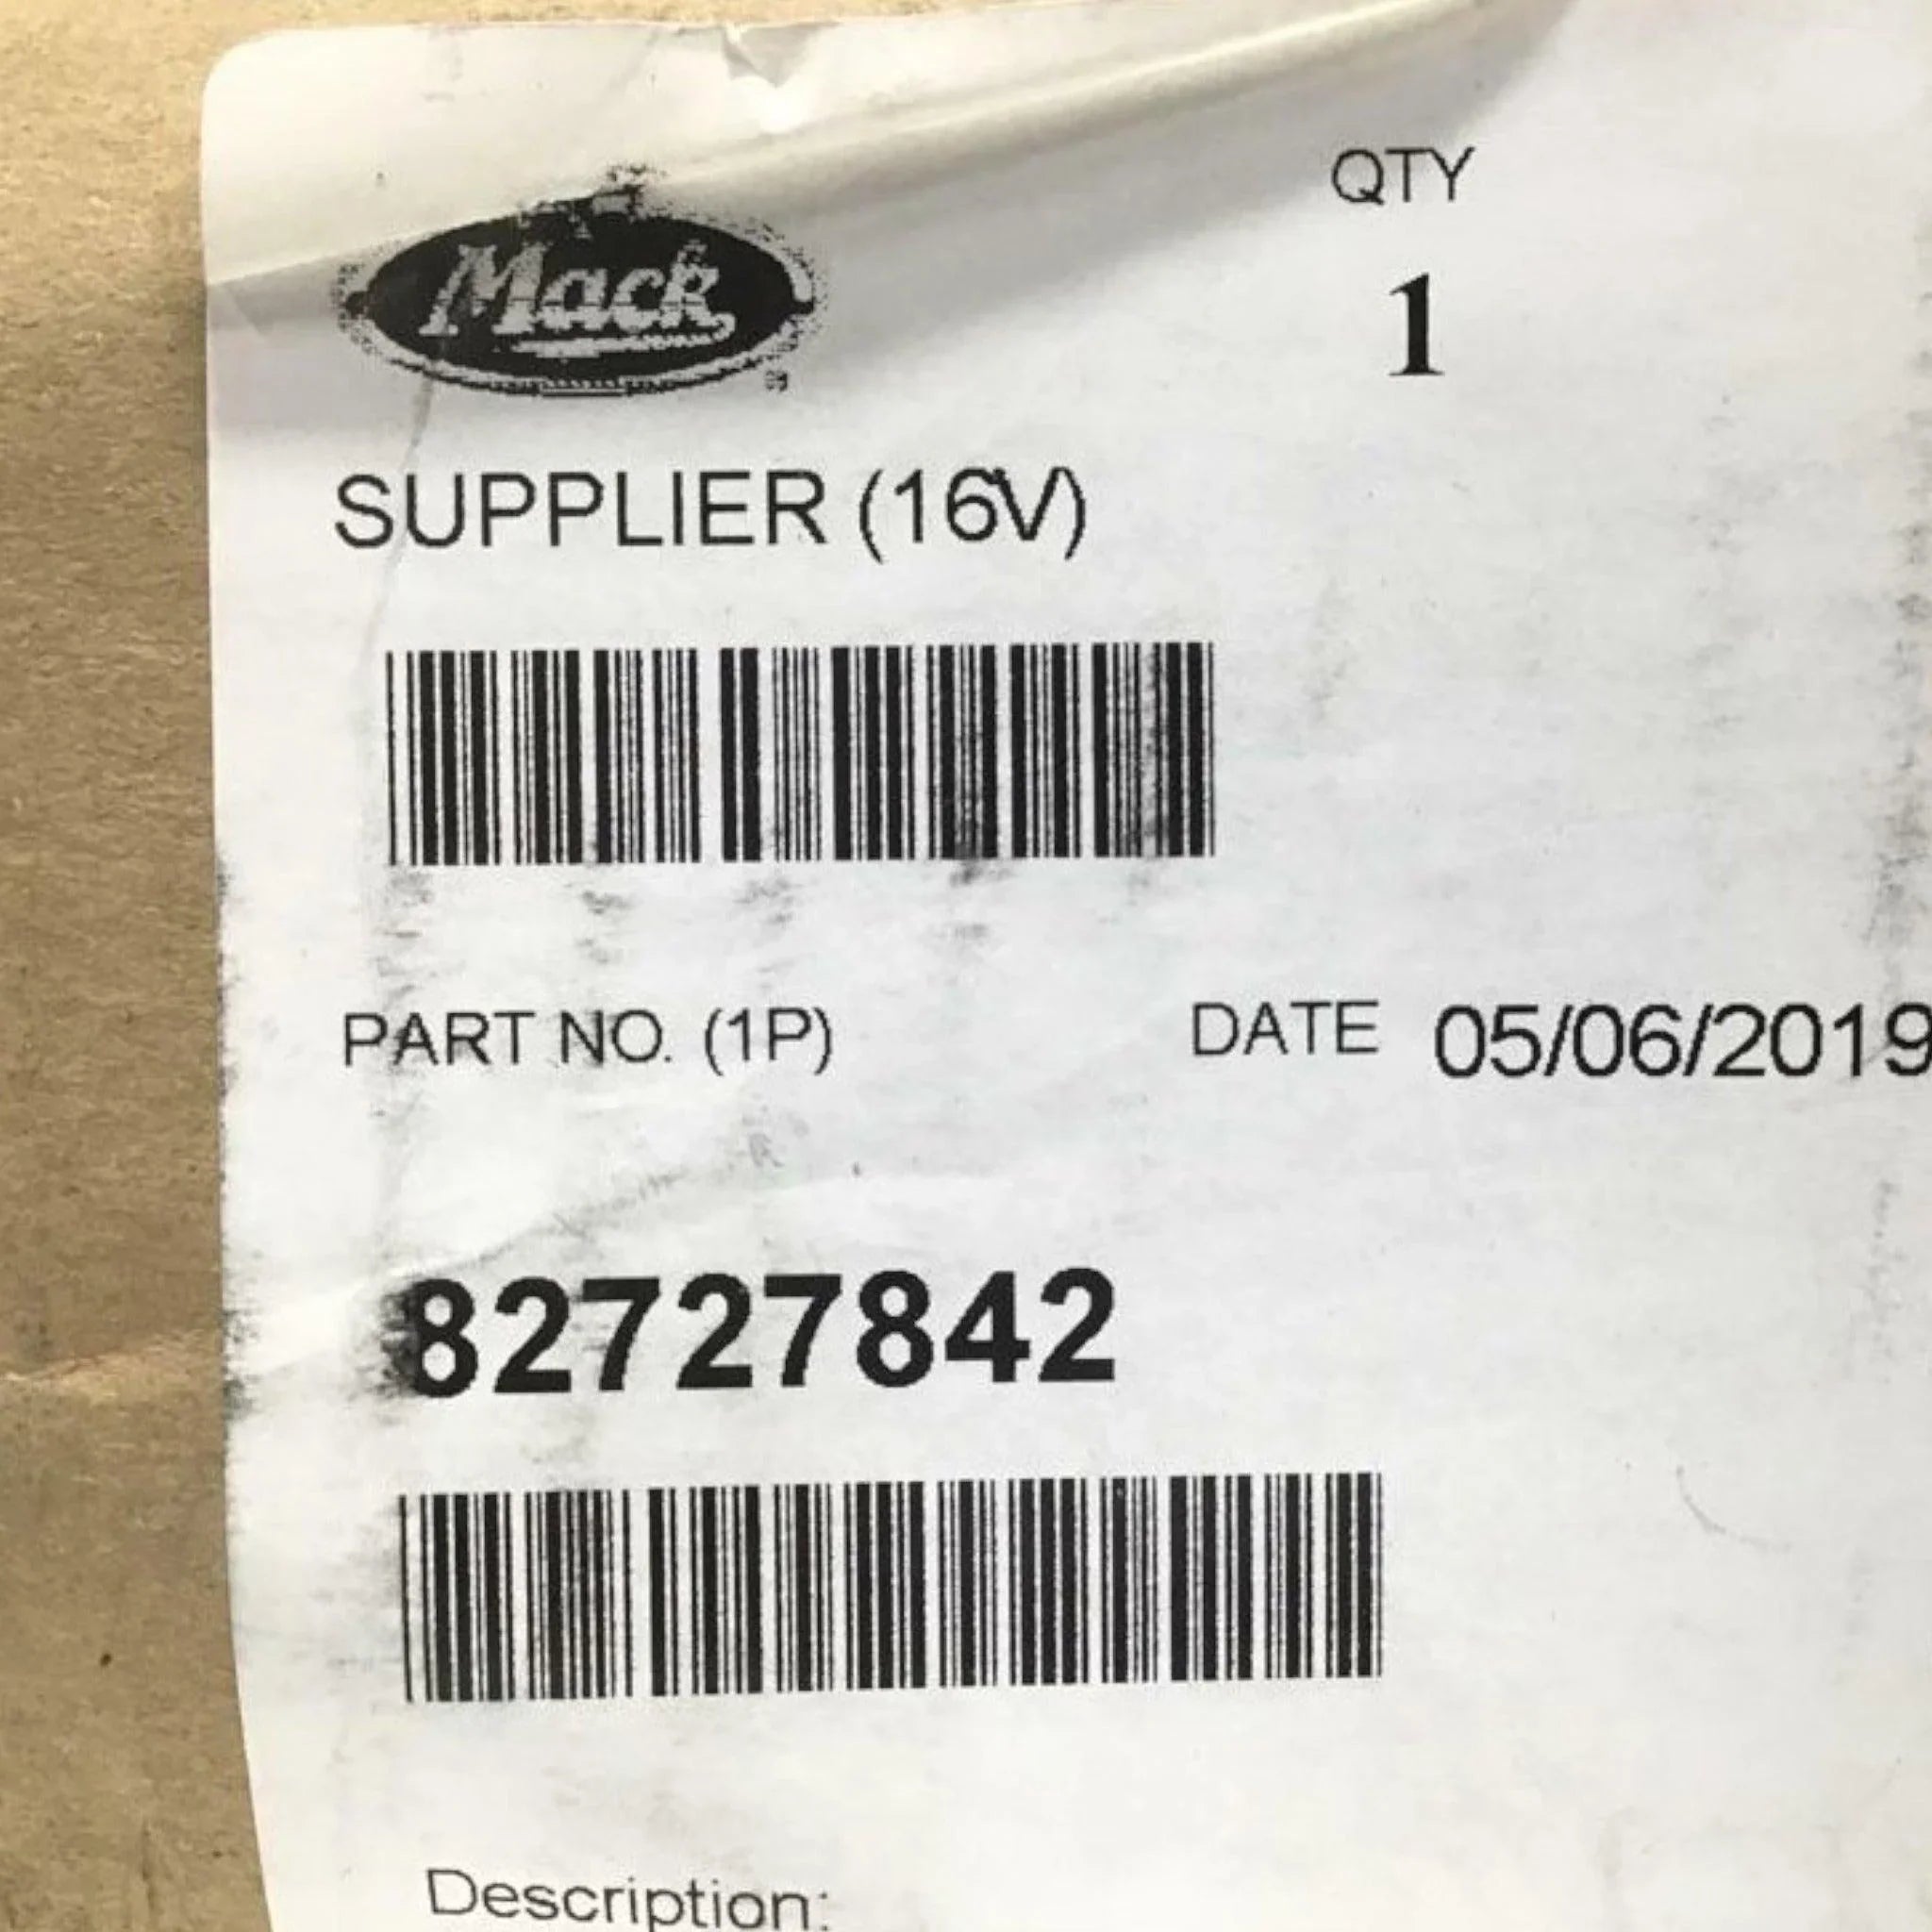 Mack
QTY
1
SUPPLIER (16V)
PART NO. (1P)
DATE 05/06/2019
82727842
Description: